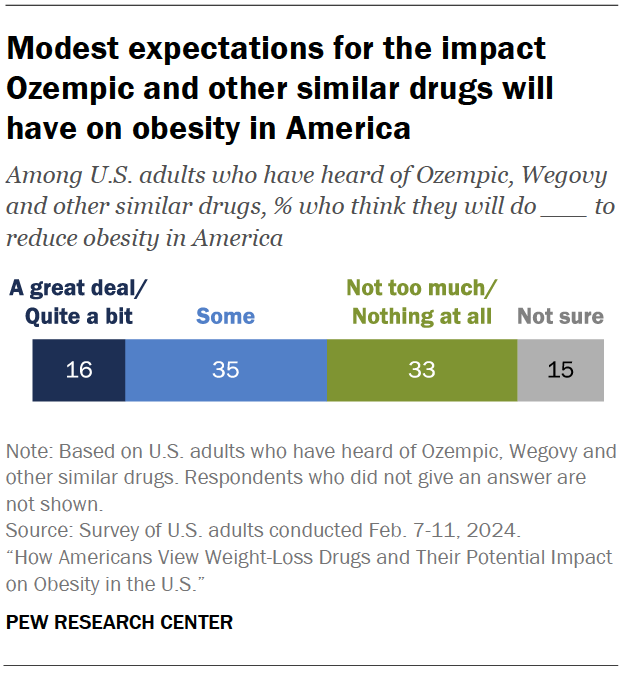 Modest expectations for the impact
Ozempic and other similar drugs will
have on obesity in America
Among U.S. adults who have heard of Ozempic, Wegovy
and other similar drugs, % who think they will do ___ to
reduce obesity in America
A great deal/
Quite a bit
Some
Not too much/
Nothing at all
Not sure
16
35
33
15
Note: Based on U.S. adults who have heard of Ozempic, Wegovy and
other similar drugs. Respondents who did not give an answer are
not shown.
Source: Survey of U.S. adults conducted Feb. 7-11, 2024.
“How Americans View Weight-Loss Drugs and Their Potential Impact
on Obesity in the U.S.”
PEW RESEARCH CENTER